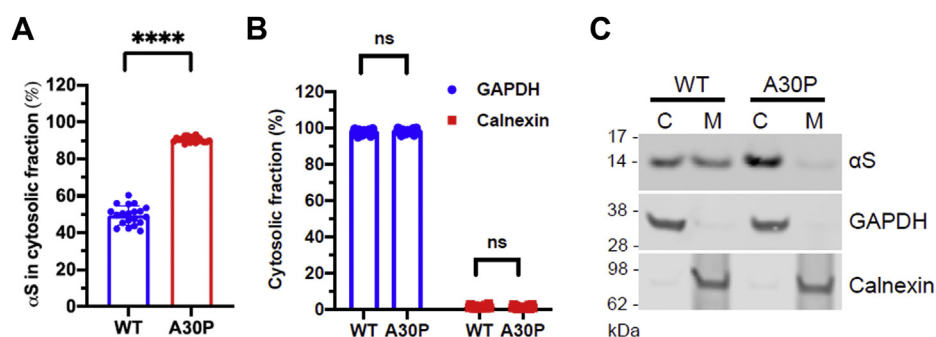 A
****
αS in cytosolic fraction (%)
120
100
80
60
40
20
0
WT A30P
B
ns
GAPDH
Calnexin
Cytosolic fraction (%)
120
100
80
60
40
20
0
ns
WT A30P WT A30P
C
WT A30P
C M C M
17 -
14 -
αS
38 -
28 -
GAPDH
98 -
62 -
Calnexin
kDa